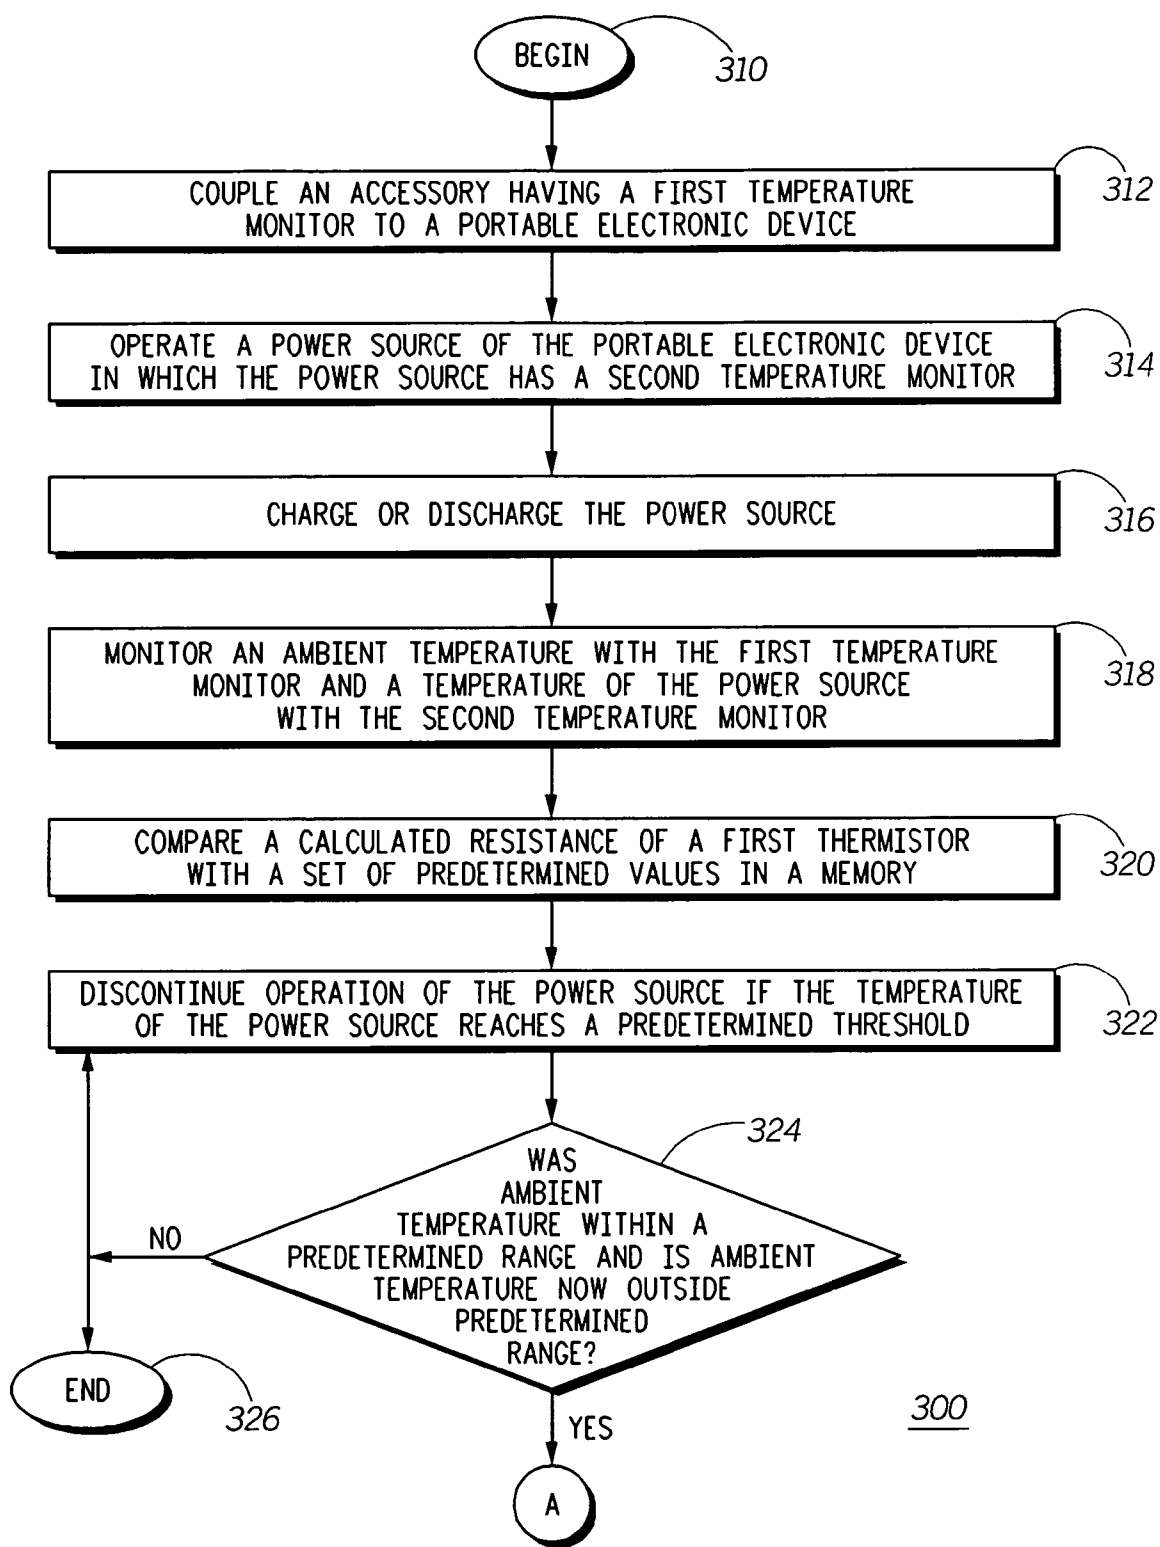 BEGIN
310
COUPLE AN ACCESSORY HAVING A FIRST TEMPERATURE
MONITOR TO A PORTABLE ELECTRONIC DEVICE
312
OPERATE A POWER SOURCE OF THE PORTABLE ELECTRONIC DEVICE
IN WHICH THE POWER SOURCE HAS A SECOND TEMPERATURE MONITOR
314
CHARGE OR DISCHARGE THE POWER SOURCE
316
MONITOR AN AMBIENT TEMPERATURE WITH THE FIRST TEMPERATURE
MONITOR AND A TEMPERATURE OF THE POWER SOURCE
WITH THE SECOND TEMPERATURE MONITOR
318
COMPARE A CALCULATED RESISTANCE OF A FIRST THERMISTOR
WITH A SET OF PREDETERMINED VALUES IN A MEMORY
320
DISCONTINUE OPERATION OF THE POWER SOURCE IF THE TEMPERATURE
OF THE POWER SOURCE REACHES A PREDETERMINED THRESHOLD
322
324
WAS
AMBIENT
TEMPERATURE WITHIN A
PREDETERMINED RANGE AND IS AMBIENT
TEMPERATURE NOW OUTSIDE
PREDETERMINED
RANGE?
NO
END
326
YES
300
A